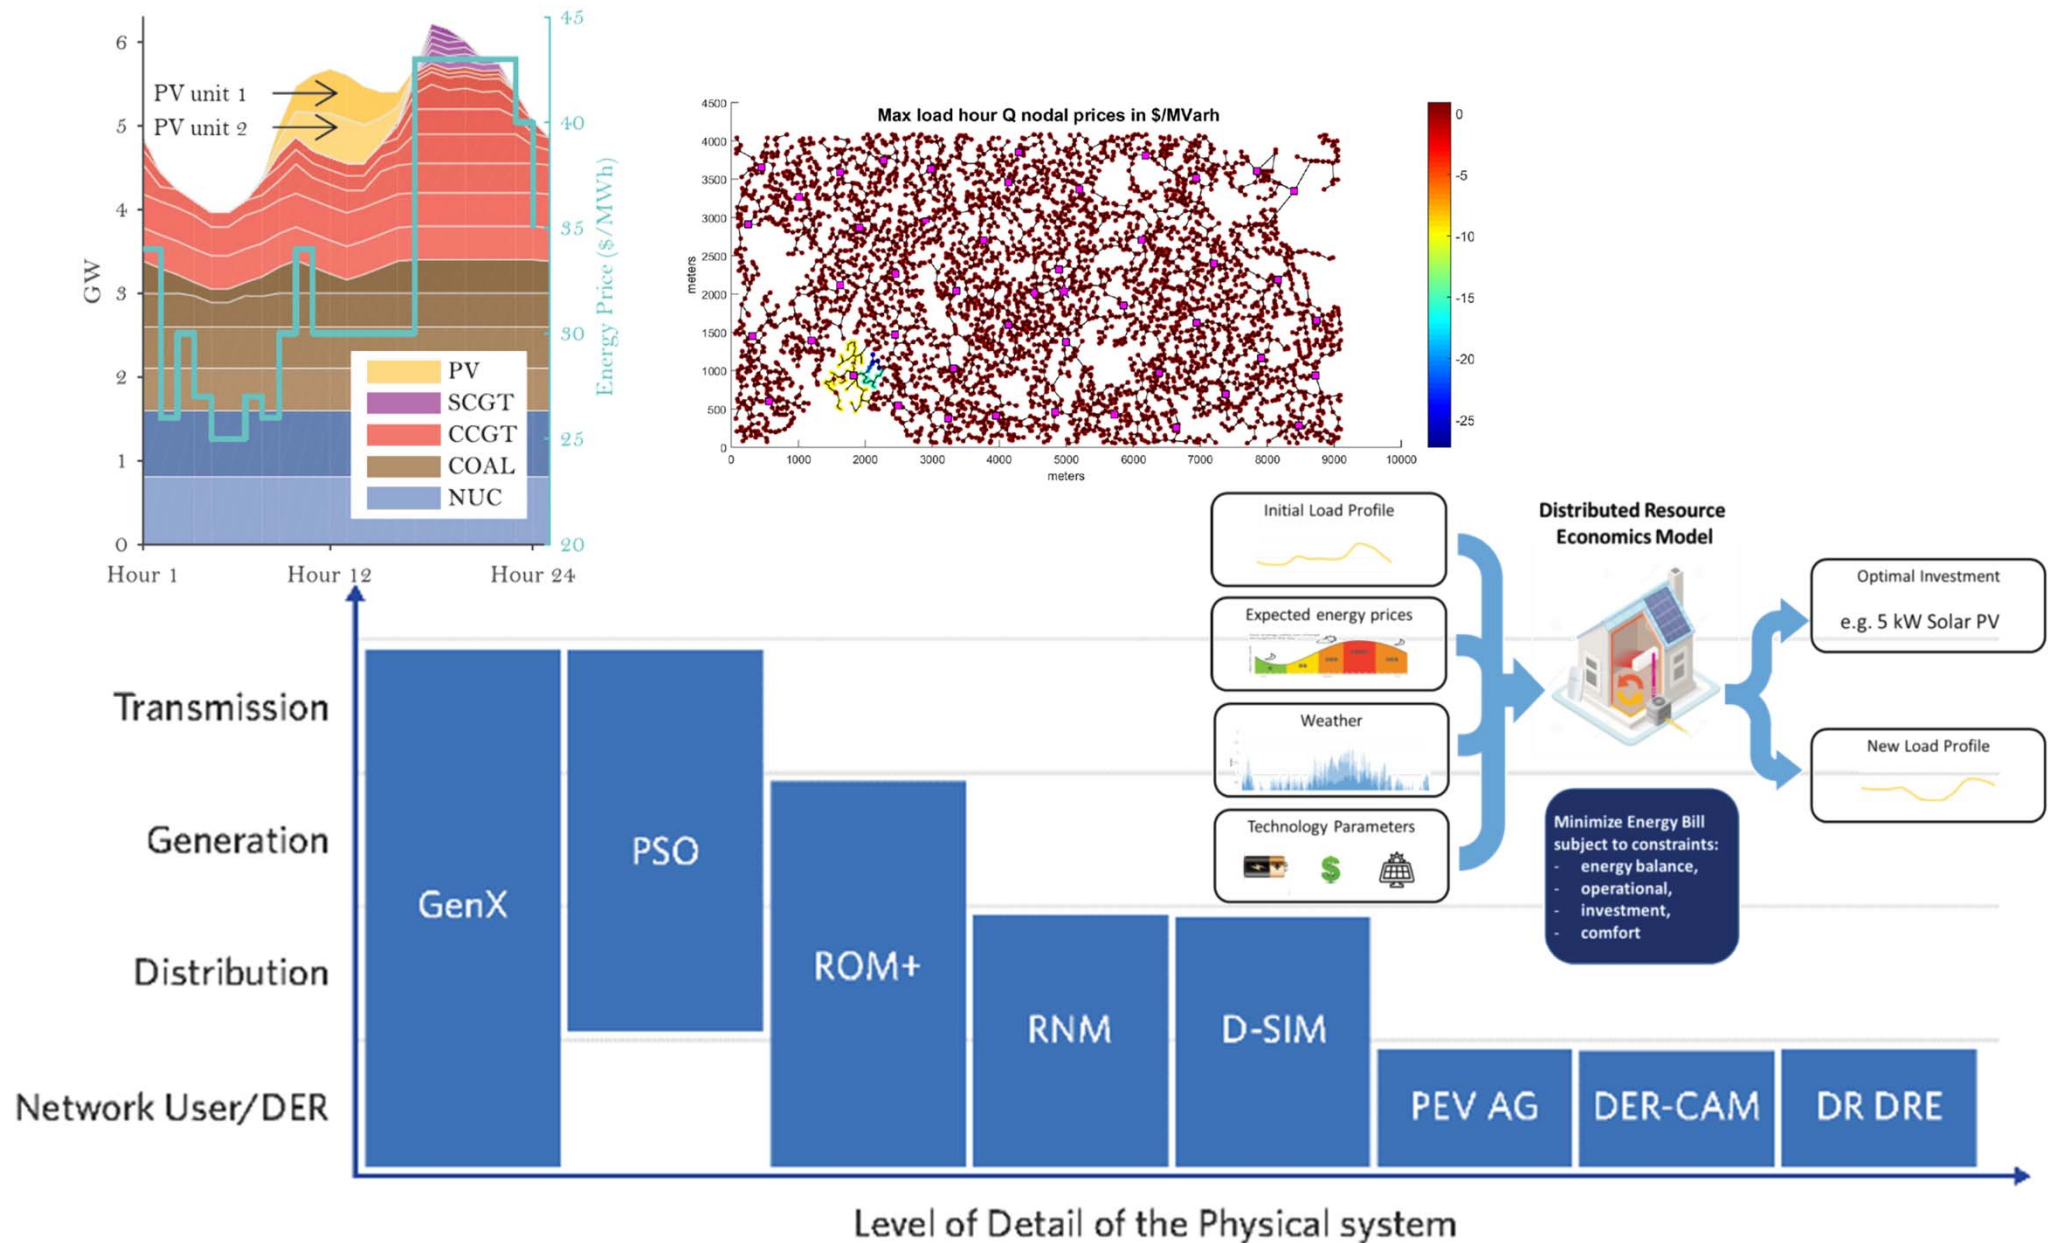 6
5
4
3
2
1
0
GW
PV unit 1
PV unit 2
45
40
35
30
25
20
Energy Price ($/MWh)
PV
SCGT
CCGT
COAL
NUC
Hour 1
Hour 12
Hour 24
Max load hour Q nodal prices in $/MVarh
4500
4000
3500
3000
2500
2000
1500
1000
500
0
meters
0
1000
2000
3000
4000
5000
6000
7000
8000
9000
10000
meters
0
-5
-10
-15
-20
-25
Initial Load Profile
Expected energy prices
Weather
Technology Parameters
$
Distributed Resource
Economics Model
Minimize Energy Bill
subject to constraints:
- energy balance,
- operational,
- investment,
- comfort
Optimal Investment
e.g. 5 kW Solar PV
New Load Profile
Transmission
Generation
Distribution
Network User/DER
GenX
PSO
ROM+
RNM
D-SIM
PEV AG
DER-CAM
DR DRE
Level of Detail of the Physical system